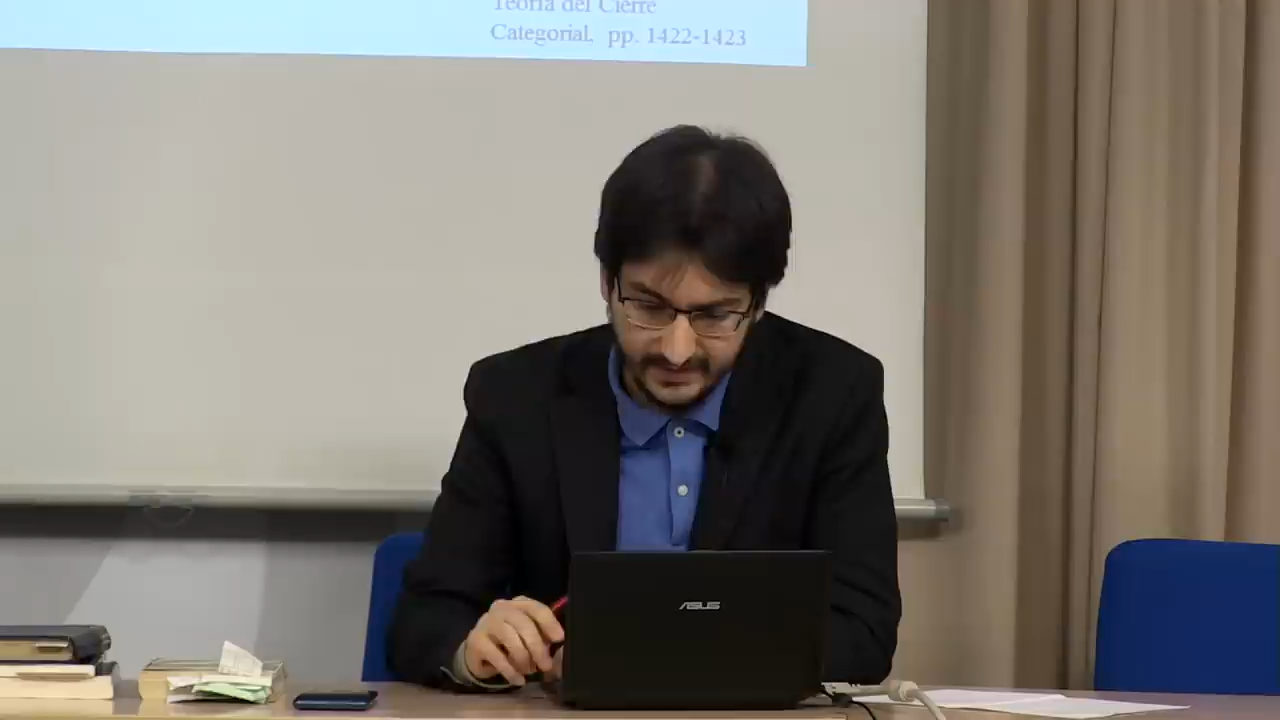 Teoría del Cierre
Categorial, pp. 1422-1423
ASUS